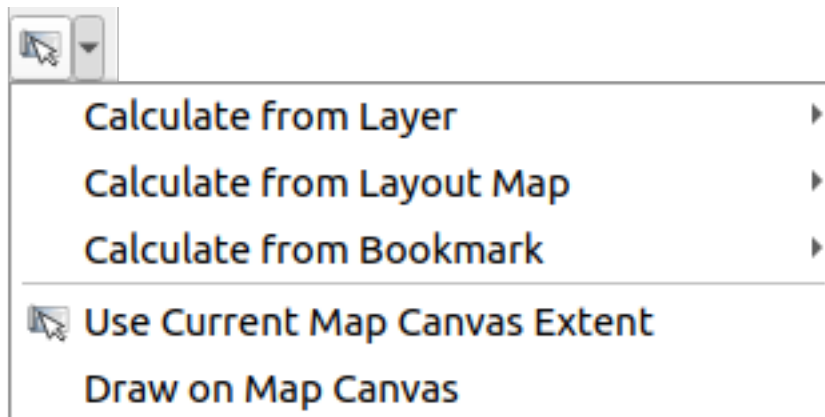 Calculate from Layer
Calculate from Layout Map
Calculate from Bookmark
Use Current Map Canvas Extent
Draw on Map Canvas